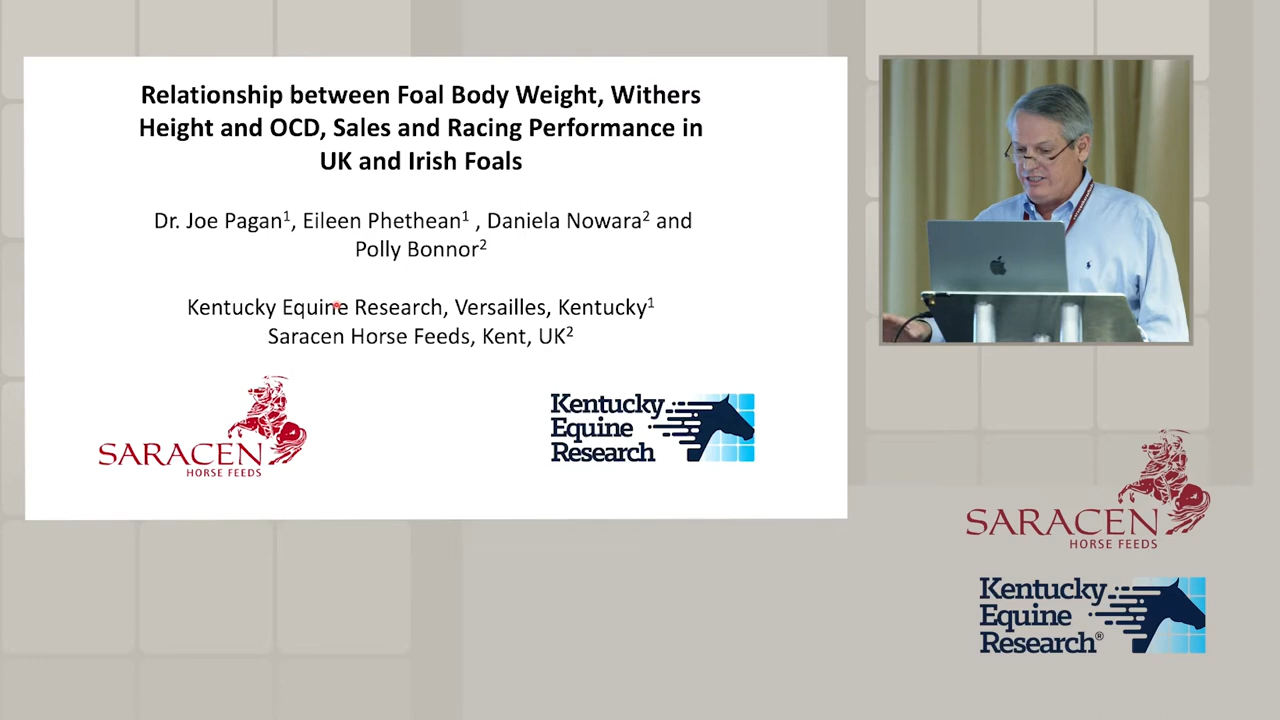 Relationship between Foal Body Weight, Withers
Height and OCD, Sales and Racing Performance in
UK and Irish Foals
Dr. Joe Pagan¹, Eileen Phethean¹ , Daniela Nowara² and
Polly Bonnor²
Kentucky Equine Research, Versailles, Kentucky¹
Saracen Horse Feeds, Kent, UK²
SARACEN
HORSE FEEDS
Kentucky
Equine
Research
SARACEN
HORSE FEEDS
Kentucky
Equine
Research®